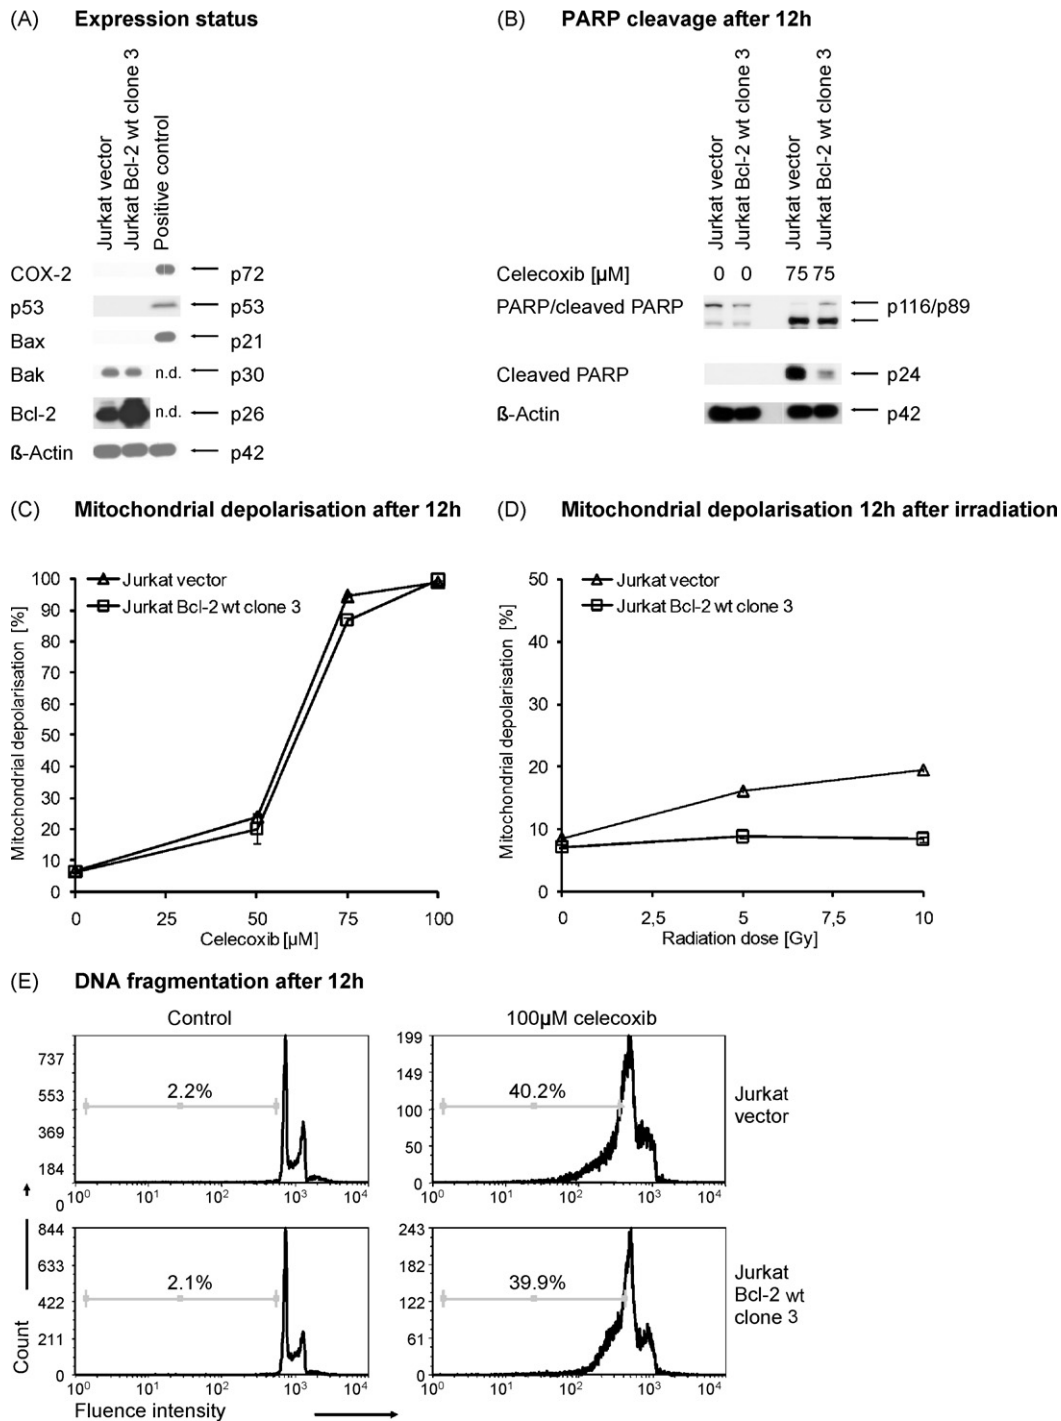 (A) Expression status
Jurkat vector
Jurkat Bcl-2 wt clone 3
Positive control
COX-2 p72
p53 p53
Bax p21
Bak n.d. p30
Bcl-2 n.d. p26
ß-Actin p42
(B) PARP cleavage after 12h
Jurkat vector
Jurkat Bcl-2 wt clone 3
Jurkat vector
Jurkat Bcl-2 wt clone 3
Celecoxib [µM] 0 0 75 75
PARP/cleaved PARP p116/p89
Cleaved PARP p24
ß-Actin p42
(C) Mitochondrial depolarisation after 12h
Jurkat vector
Jurkat Bcl-2 wt clone 3
Mitochondrial depolarisation [%]
100
90
80
70
60
50
40
30
20
10
0
0 25 50 75 100
Celecoxib [µM]
(D) Mitochondrial depolarisation 12h after irradiation
Jurkat vector
Jurkat Bcl-2 wt clone 3
Mitochondrial depolarisation [%]
50
40
30
20
10
0
0 2,5 5 7,5 10
Radiation dose [Gy]
(E) DNA fragmentation after 12h
Control
737
553
369
184
0
2.2%
10⁰ 10¹ 10² 10³ 10⁴
100µM celecoxib
199
149
100
50
0
40.2%
10⁰ 10¹ 10² 10³ 10⁴
Jurkat
vector
844
633
422
211
0
2.1%
10⁰ 10¹ 10² 10³ 10⁴
243
182
122
61
0
39.9%
10⁰ 10¹ 10² 10³ 10⁴
Jurkat
Bcl-2 wt
clone 3
Count
Fluence intensity